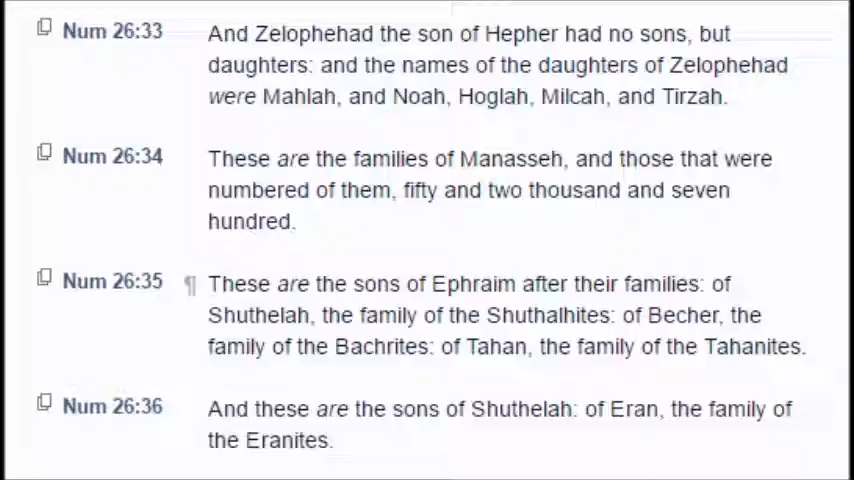 Num 26:33 And Zelophehad the son of Hepher had no sons, but
daughters: and the names of the daughters of Zelophehad
were Mahlah, and Noah, Hoglah, Milcah, and Tirzah.
Num 26:34 These are the families of Manasseh, and those that were
numbered of them, fifty and two thousand and seven
hundred.
Num 26:35 ¶ These are the sons of Ephraim after their families: of
Shuthelah, the family of the Shuthalhites: of Becher, the
family of the Bachrites: of Tahan, the family of the Tahanites.
Num 26:36 And these are the sons of Shuthelah: of Eran, the family of
the Eranites.